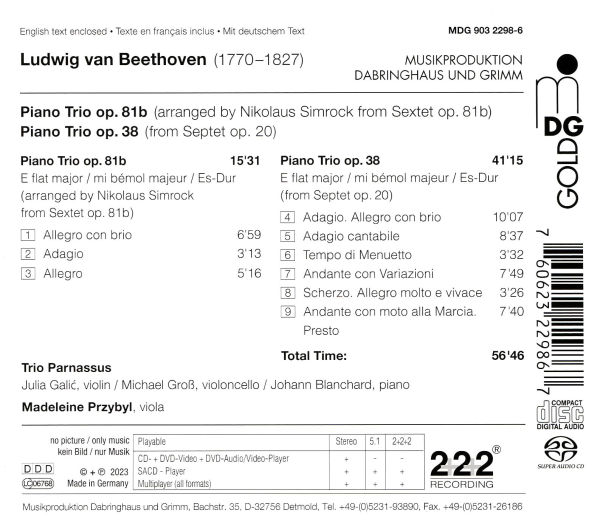 English text enclosed • Texte en français inclus • Mit deutschem Text
MDG 903 2298-6
Ludwig van Beethoven (1770–1827)
MUSIKPRODUKTION
DABRINGHAUS UND GRIMM
Piano Trio op. 81b (arranged by Nikolaus Simrock from Sextet op. 81b)
Piano Trio op. 38 (from Septet op. 20)
Piano Trio op. 81b 15'31
E flat major / mi bémol majeur / Es-Dur
(arranged by Nikolaus Simrock
from Sextet op. 81b)
1 Allegro con brio 6'59
2 Adagio 3'13
3 Allegro 5'16
Piano Trio op. 38 41'15
E flat major / mi bémol majeur / Es-Dur
(from Septet op. 20)
4 Adagio. Allegro con brio 10'07
5 Adagio cantabile 8'37
6 Tempo di Menuetto 3'32
7 Andante con Variazioni 7'49
8 Scherzo. Allegro molto e vivace 3'26
9 Andante con moto alla Marcia. 7'40
Presto
Total Time: 56'46
Trio Parnassus
Julia Galić, violin / Michael Groß, violoncello / Johann Blanchard, piano
Madeleine Przybyl, viola
mDG
GOLD
7 60623 22986 7
COMPACT
disc
DIGITAL AUDIO
SUPER AUDIO CD
no picture / only music
kein Bild / nur Musik
DDD
LC06768
© + ℗ 2023
Made in Germany
Playable Stereo 5.1 2+2+2
CD- + DVD-Video + DVD-Audio/Video-Player + - -
SACD - Player + + +
Multiplayer (all formats) + + +
2+2+2®
RECORDING
Musikproduktion Dabringhaus und Grimm, Bachstr. 35, D-32756 Detmold, Tel. +49-(0)5231-93890, Fax.+49-(0)5231-26186